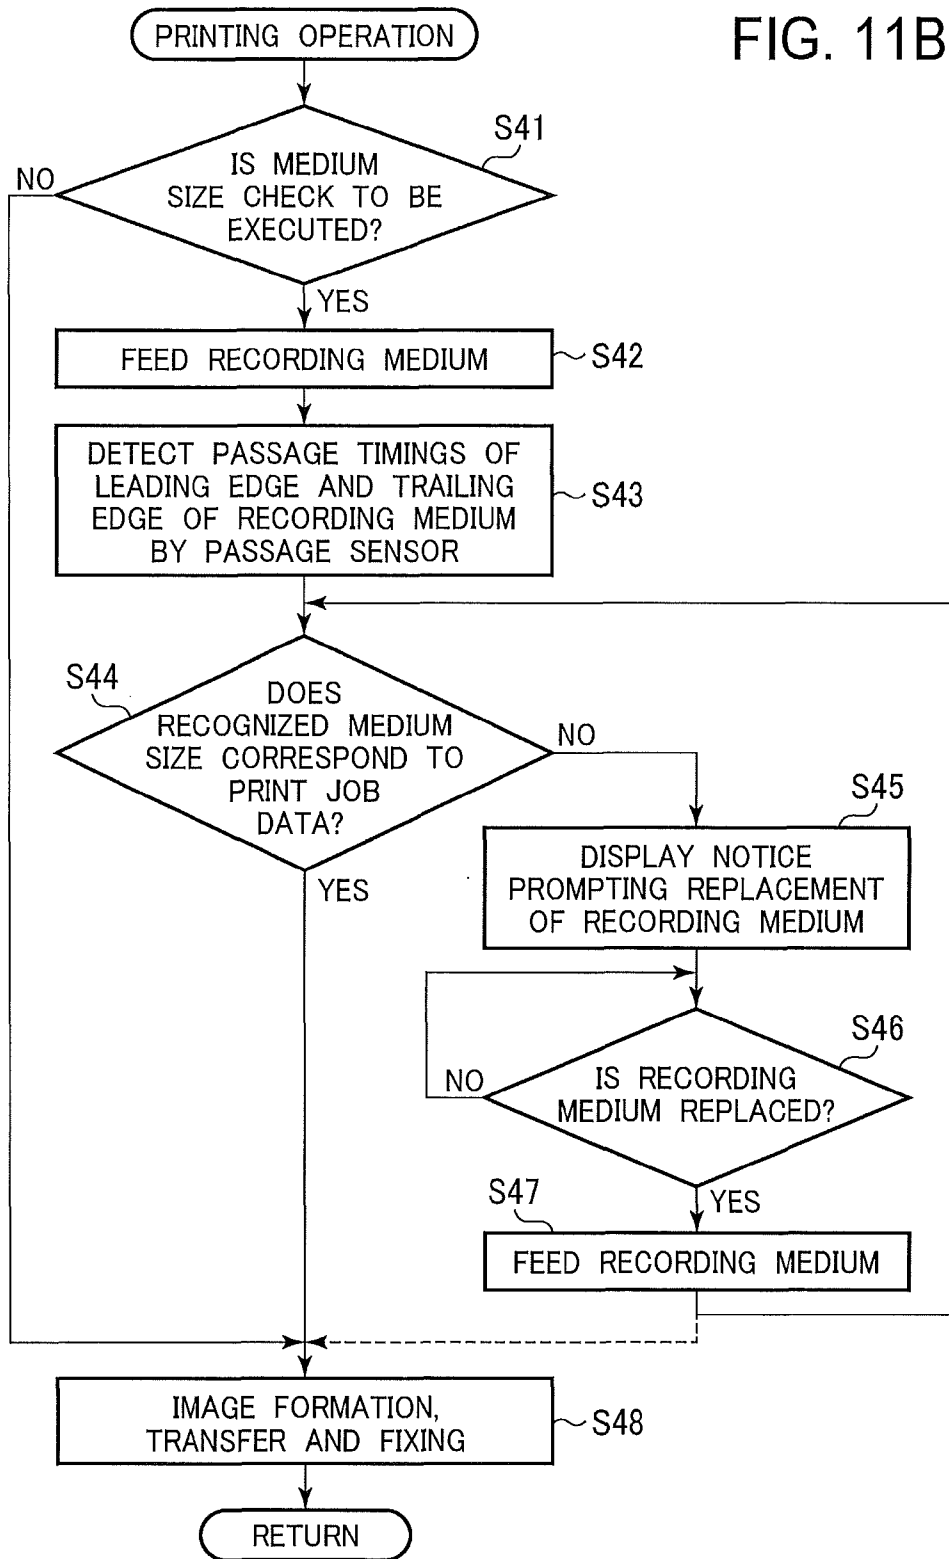 PRINTING OPERATION
FIG. 11B
S41
IS MEDIUM
SIZE CHECK TO BE
EXECUTED?
NO
YES
FEED RECORDING MEDIUM
S42
DETECT PASSAGE TIMINGS OF
LEADING EDGE AND TRAILING
EDGE OF RECORDING MEDIUM
BY PASSAGE SENSOR
S43
S44
DOES
RECOGNIZED MEDIUM
SIZE CORRESPOND TO
PRINT JOB
DATA?
NO
YES
S45
DISPLAY NOTICE
PROMPTING REPLACEMENT
OF RECORDING MEDIUM
S46
IS RECORDING
MEDIUM REPLACED?
NO
YES
S47
FEED RECORDING MEDIUM
IMAGE FORMATION,
TRANSFER AND FIXING
S48
RETURN